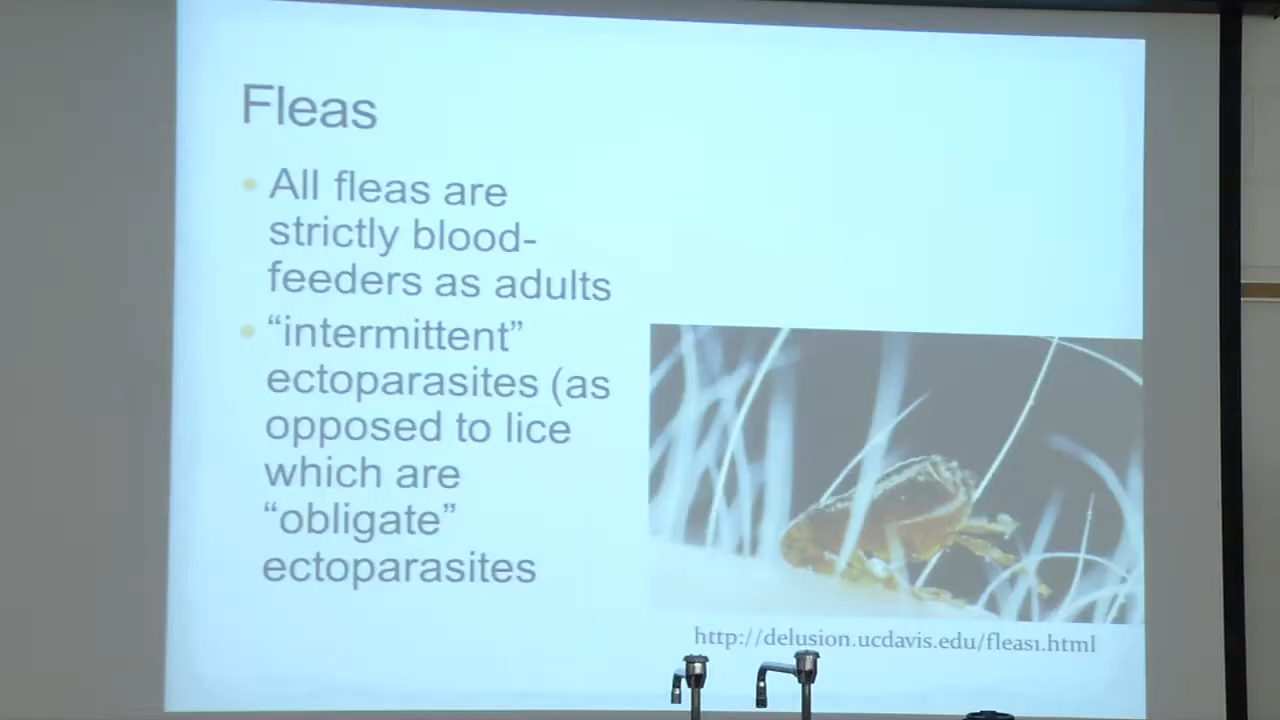 Fleas
• All fleas are
strictly blood-
feeders as adults
• “intermittent”
ectoparasites (as
opposed to lice
which are
“obligate”
ectoparasites
http://delusion.ucdavis.edu/fleas1.html